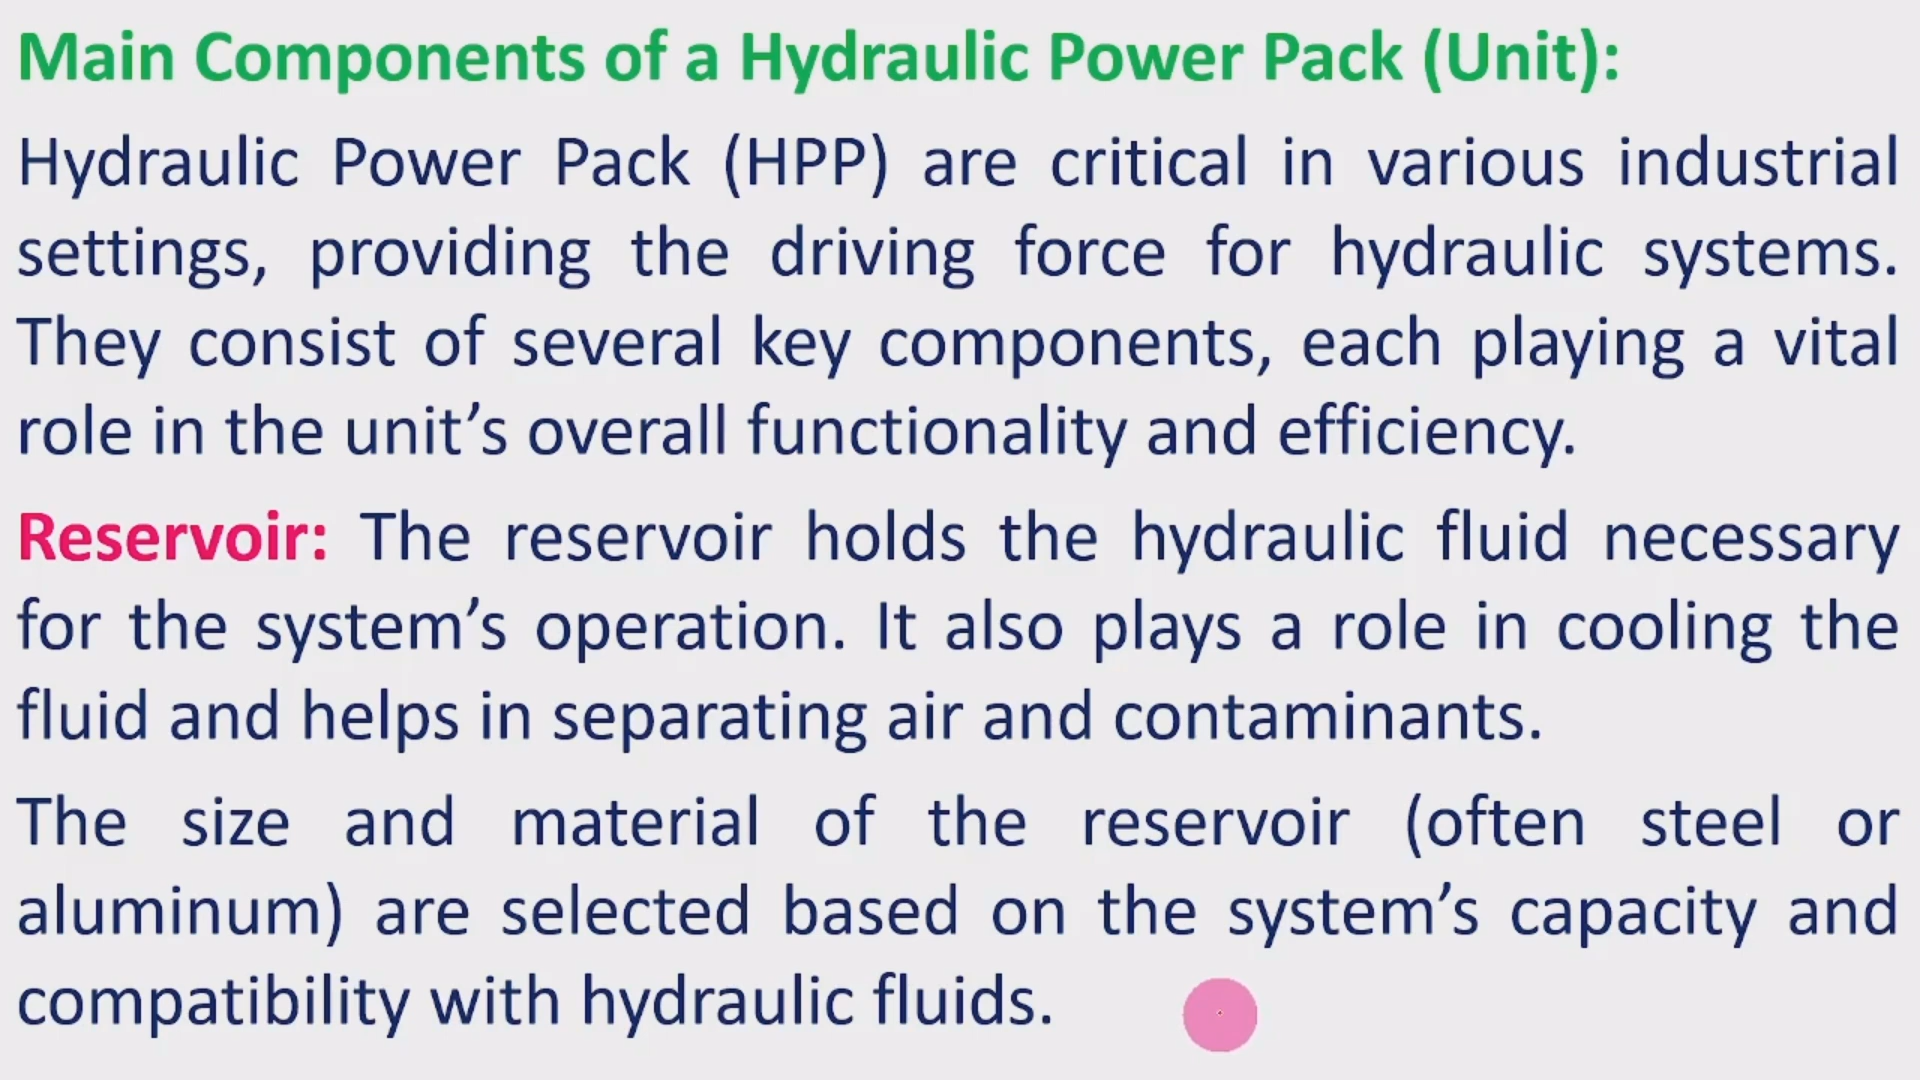 Main Components of a Hydraulic Power Pack (Unit):
Hydraulic Power Pack (HPP) are critical in various industrial
settings, providing the driving force for hydraulic systems.
They consist of several key components, each playing a vital
role in the unit’s overall functionality and efficiency.
Reservoir: The reservoir holds the hydraulic fluid necessary
for the system’s operation. It also plays a role in cooling the
fluid and helps in separating air and contaminants.
The size and material of the reservoir (often steel or
aluminum) are selected based on the system’s capacity and
compatibility with hydraulic fluids.